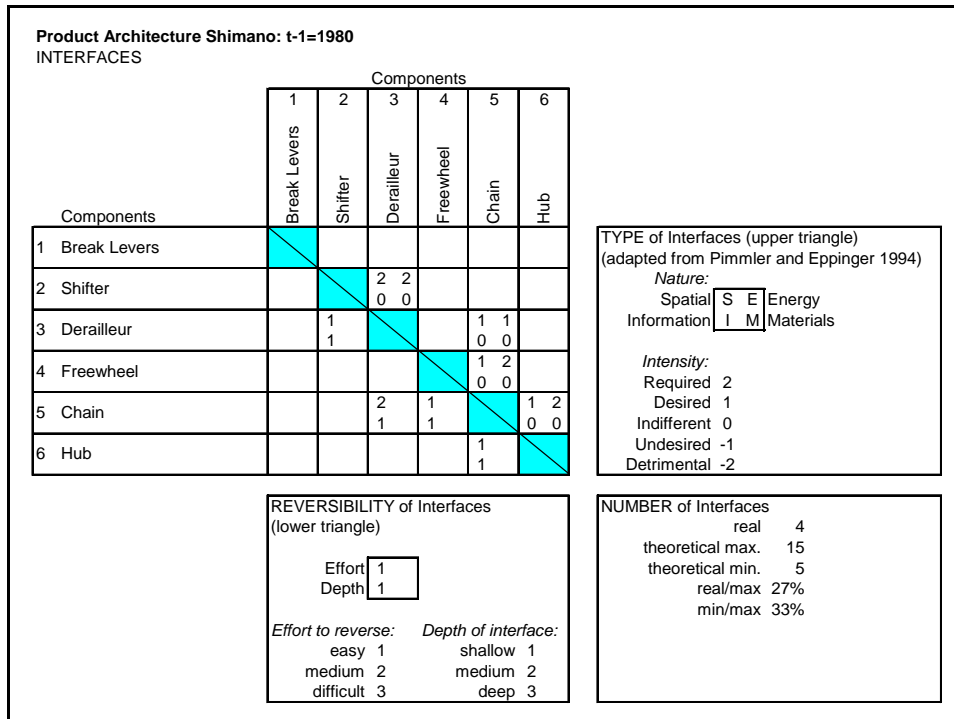 Product Architecture Shimano: t-1=1980
INTERFACES
Components
1 2 3 4 5 6
Break Levers
Shifter
Derailleur
Freewheel
Chain
Hub
Components
1 Break Levers
2 2
2 Shifter
0 0
1 1 1
3 Derailleur
1 0 0
1 2
4 Freewheel
0 0
2 1 1 2
5 Chain
1 1 0 0
1
6 Hub
1
TYPE of Interfaces (upper triangle)
(adapted from Pimmler and Eppinger 1994)
Nature:
Spatial S E Energy
Information I M Materials
Intensity:
Required 2
Desired 1
Indifferent 0
Undesired -1
Detrimental -2
REVERSIBILITY of Interfaces
(lower triangle)
Effort 1
Depth 1
Effort to reverse: Depth of interface:
easy 1 shallow 1
medium 2 medium 2
difficult 3 deep 3
NUMBER of Interfaces
real 4
theoretical max. 15
theoretical min. 5
real/max 27%
min/max 33%